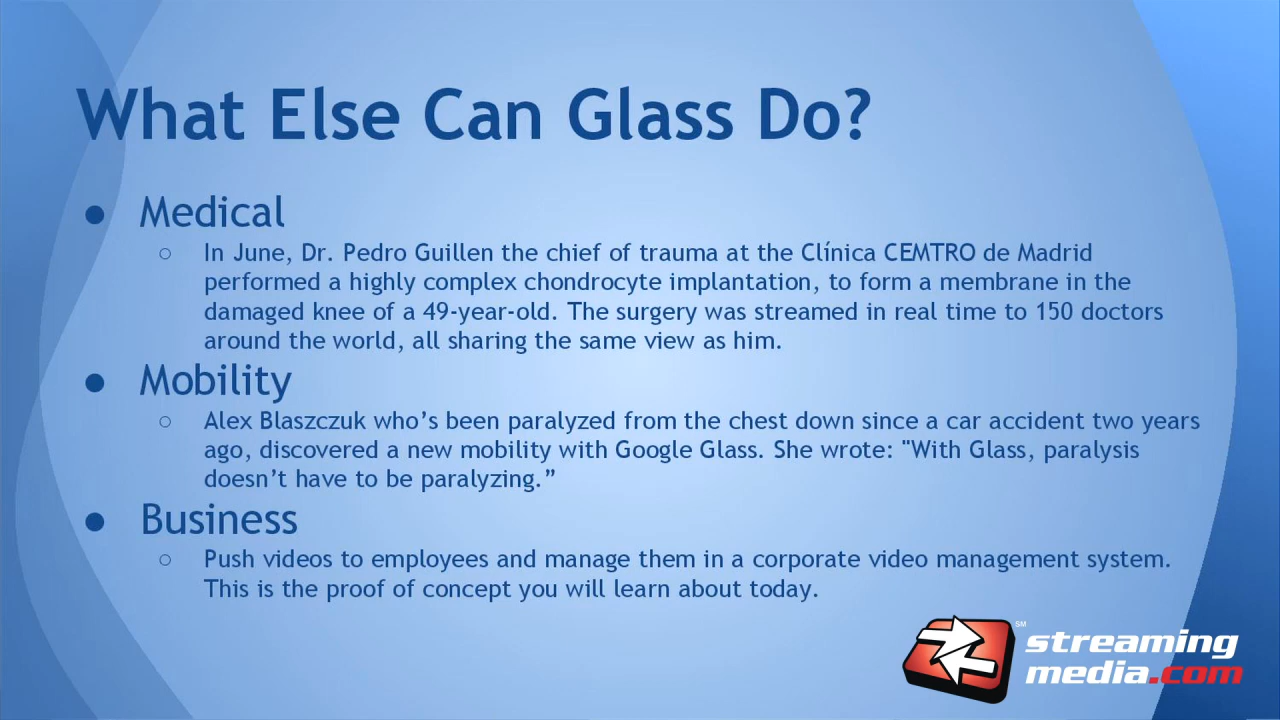 What Else Can Glass Do?
● Medical
○ In June, Dr. Pedro Guillen the chief of trauma at the Clínica CEMTRO de Madrid
performed a highly complex chondrocyte implantation, to form a membrane in the
damaged knee of a 49-year-old. The surgery was streamed in real time to 150 doctors
around the world, all sharing the same view as him.
● Mobility
○ Alex Blaszczuk who’s been paralyzed from the chest down since a car accident two years
ago, discovered a new mobility with Google Glass. She wrote: "With Glass, paralysis
doesn’t have to be paralyzing.”
● Business
○ Push videos to employees and manage them in a corporate video management system.
This is the proof of concept you will learn about today.
SM
streaming
media.com